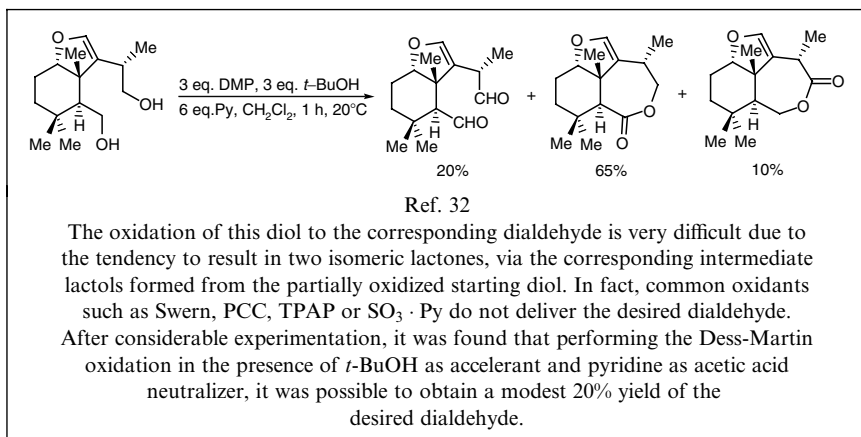 O Me Me
OH
OH
H
Me Me
3 eq. DMP, 3 eq. t–BuOH
6 eq.Py, CH2Cl2, 1 h, 20°C
O Me Me
CHO
CHO
H
Me Me
20%
+
O Me Me
O
O
H
Me Me
65%
+
O Me Me
O
O
H
Me Me
10%
Ref. 32
The oxidation of this diol to the corresponding dialdehyde is very difficult due to
the tendency to result in two isomeric lactones, via the corresponding intermediate
lactols formed from the partially oxidized starting diol. In fact, common oxidants
such as Swern, PCC, TPAP or SO3 · Py do not deliver the desired dialdehyde.
After considerable experimentation, it was found that performing the Dess-Martin
oxidation in the presence of t-BuOH as accelerant and pyridine as acetic acid
neutralizer, it was possible to obtain a modest 20% yield of the
desired dialdehyde.